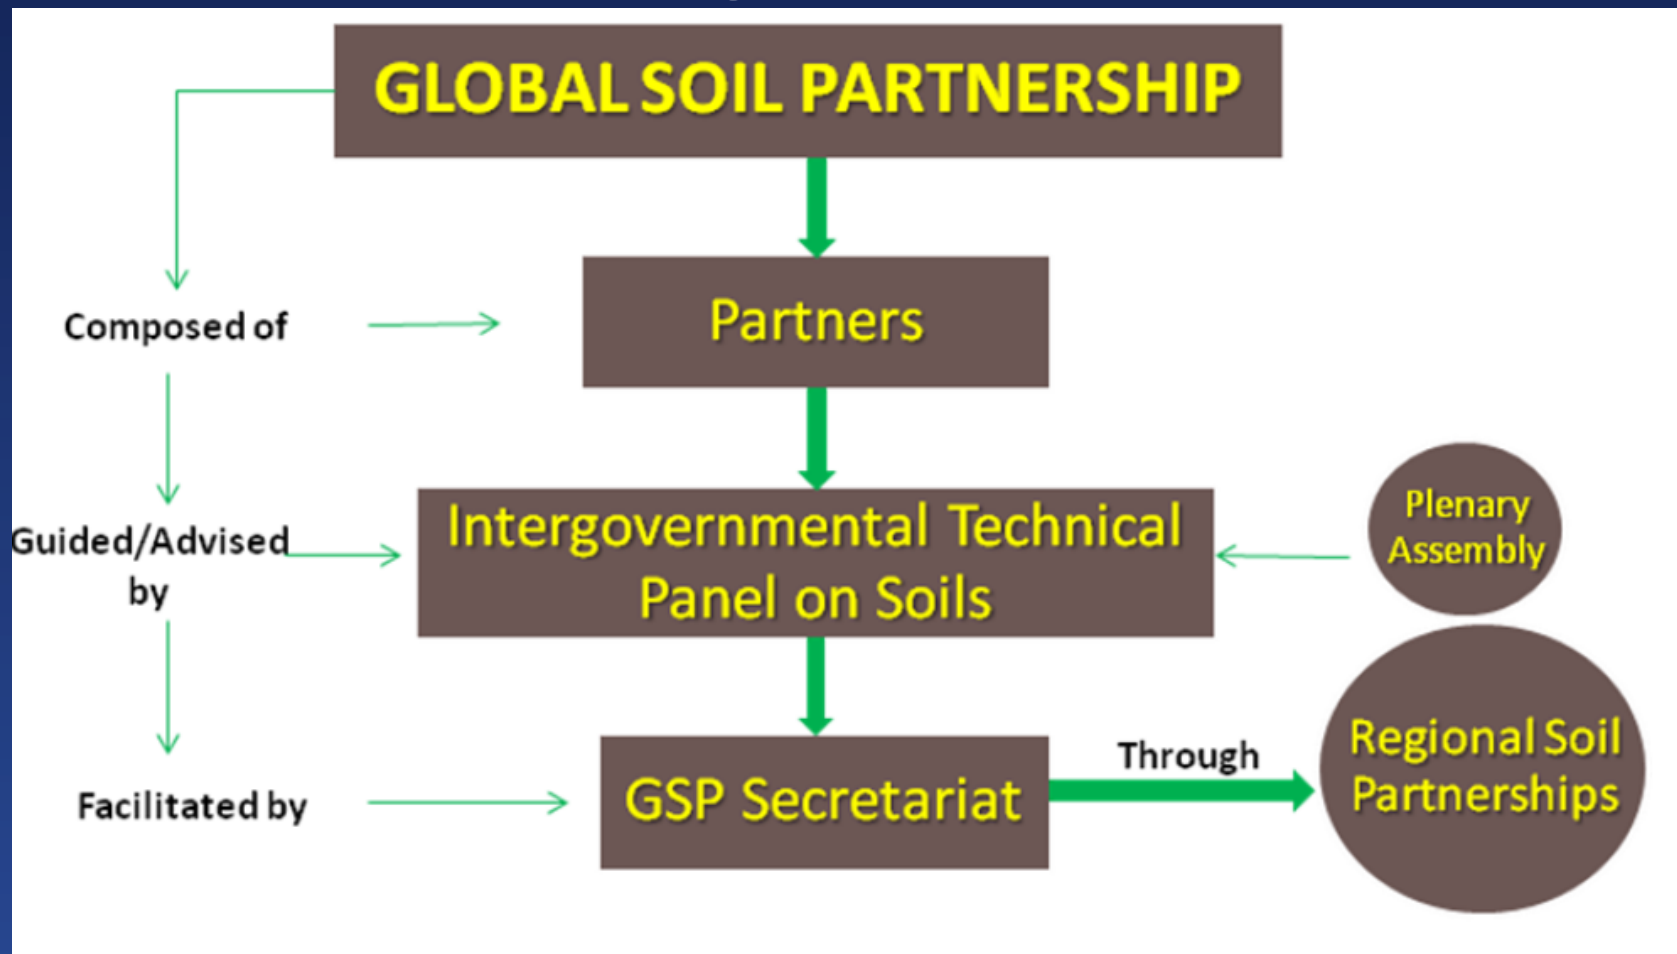 GLOBAL SOIL PARTNERSHIP
Composed of
Partners
Guided/Advised
by
Intergovernmental Technical
Panel on Soils
Plenary
Assembly
Facilitated by
GSP Secretariat
Through
Regional Soil
Partnerships